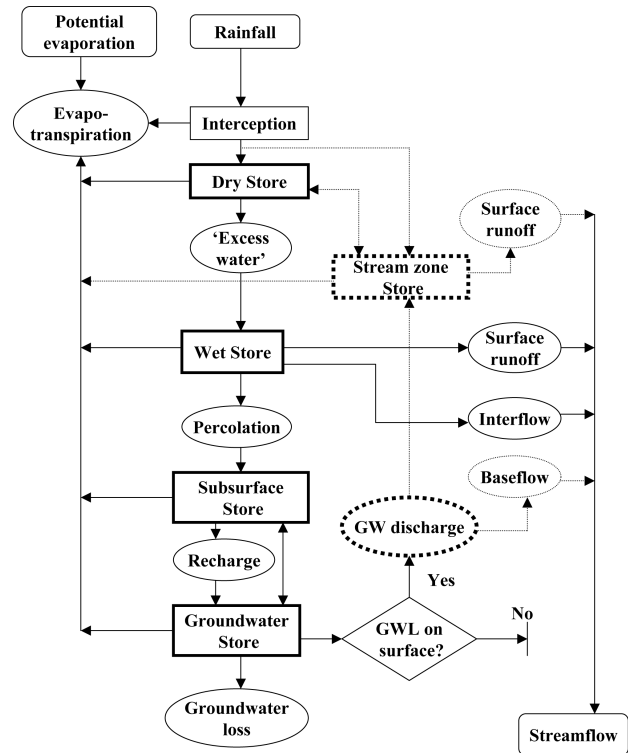 Potential
evaporation
Rainfall
Evapo-
transpiration
Interception
Dry Store
Surface
runoff
‘Excess
water’
Stream zone
Store
Wet Store
Surface
runoff
Interflow
Percolation
Subsurface
Store
Baseflow
GW discharge
Recharge
Yes
No
Groundwater
Store
GWL on
surface?
Groundwater
loss
Streamflow